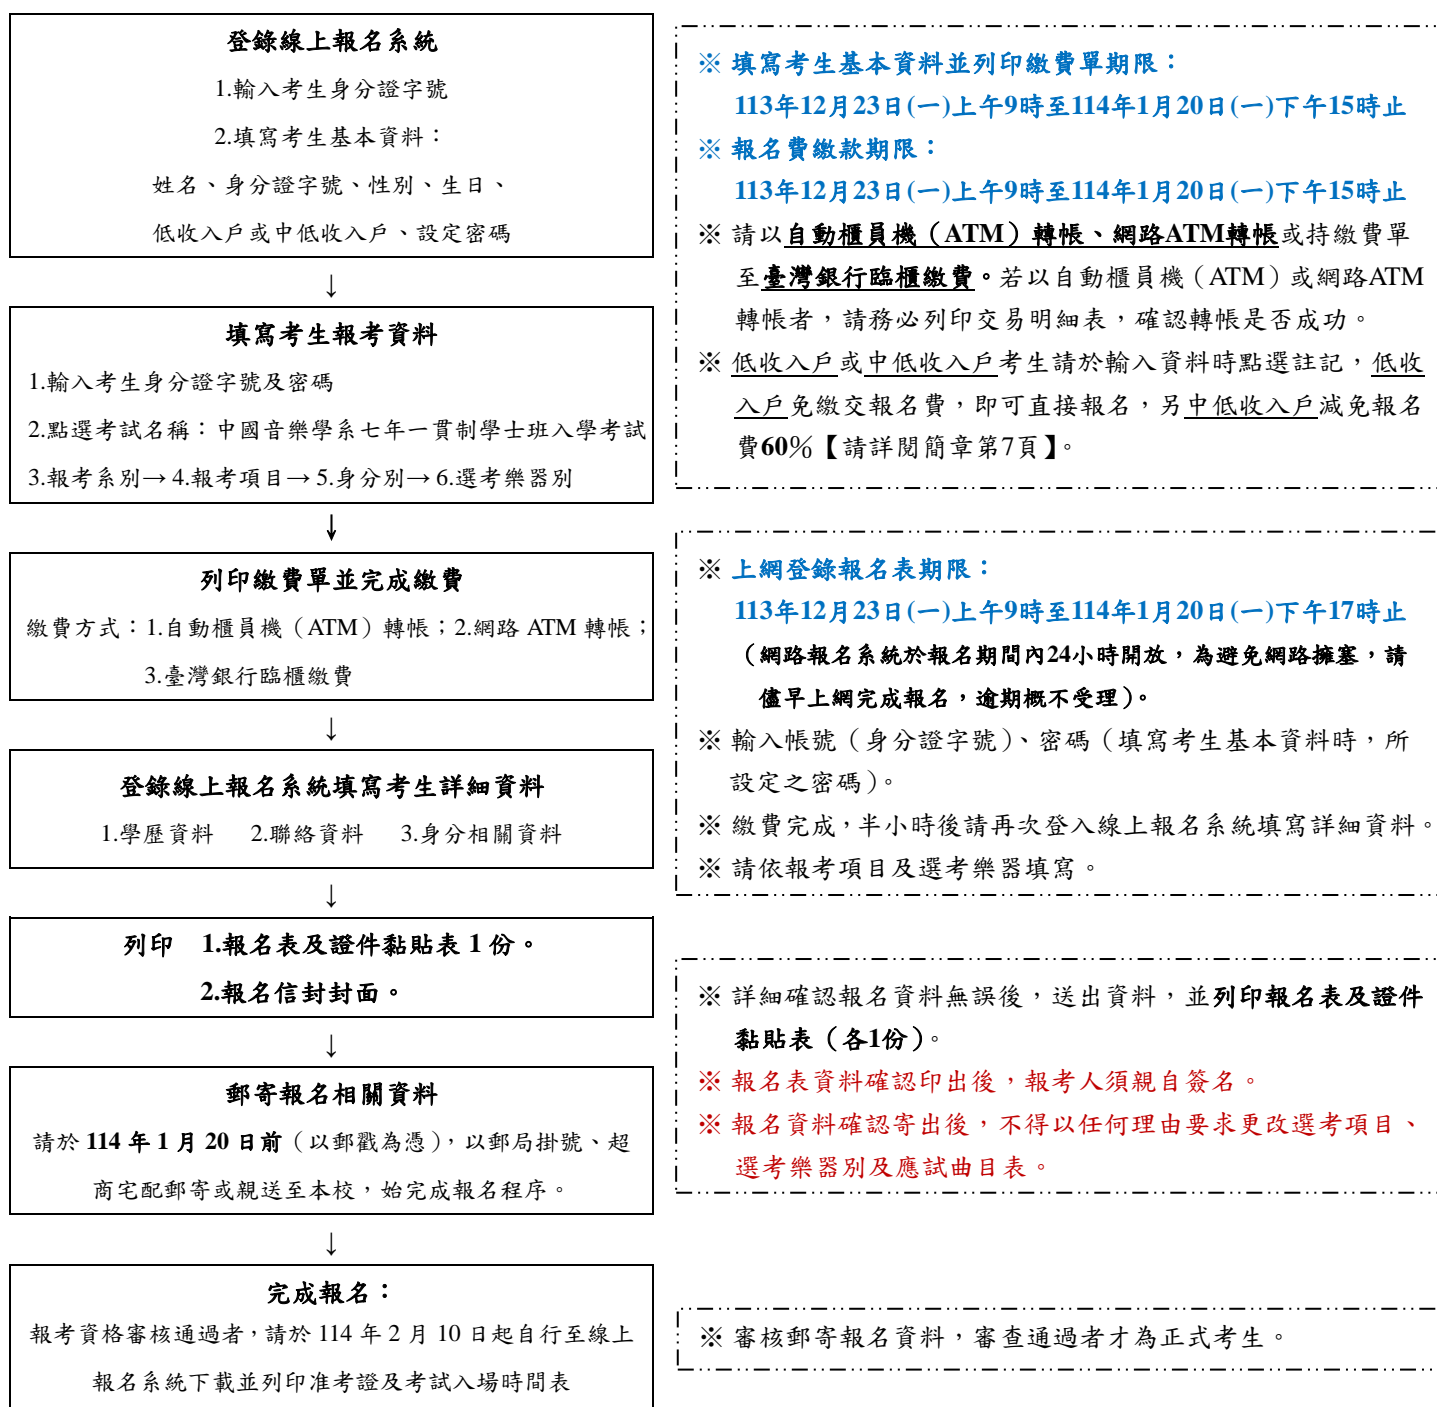 登錄線上報名系統
1.輸入考生身分證字號
2.填寫考生基本資料：
姓名、身分證字號、性別、生日、
低收入戶或中低收入戶、設定密碼
↓
填寫考生報考資料
1.輸入考生身分證字號及密碼
2.點選考試名稱：中國音樂學系七年一貫制學士班入學考試
3.報考系別→4.報考項目→5.身分別→6.選考樂器別
↓
列印繳費單並完成繳費
繳費方式：1.自動櫃員機（ATM）轉帳；2.網路 ATM 轉帳；
3.臺灣銀行臨櫃繳費
↓
登錄線上報名系統填寫考生詳細資料
1.學歷資料 2.聯絡資料 3.身分相關資料
↓
列印 1.報名表及證件黏貼表 1 份。
2.報名信封封面。
↓
郵寄報名相關資料
請於 114 年 1 月 20 日前（以郵戳為憑），以郵局掛號、超
商宅配郵寄或親送至本校，始完成報名程序。
↓
完成報名：
報考資格審核通過者，請於 114 年 2 月 10 日起自行至線上
報名系統下載並列印准考證及考試入場時間表
※ 填寫考生基本資料並列印繳費單期限：
113年12月23日(一)上午9時至114年1月20日(一)下午15時止
※ 報名費繳款期限：
113年12月23日(一)上午9時至114年1月20日(一)下午15時止
※ 請以自動櫃員機（ATM）轉帳、網路ATM轉帳或持繳費單
至臺灣銀行臨櫃繳費。若以自動櫃員機（ATM）或網路ATM
轉帳者，請務必列印交易明細表，確認轉帳是否成功。
※ 低收入戶或中低收入戶考生請於輸入資料時點選註記，低收
入戶免繳交報名費，即可直接報名，另中低收入戶減免報名
費60％【請詳閱簡章第7頁】。
※ 上網登錄報名表期限：
113年12月23日(一)上午9時至114年1月20日(一)下午17時止
（網路報名系統於報名期間內24小時開放，為避免網路擁塞，請
儘早上網完成報名，逾期概不受理）。
※ 輸入帳號（身分證字號）、密碼（填寫考生基本資料時，所
設定之密碼）。
※ 繳費完成，半小時後請再次登入線上報名系統填寫詳細資料。
※ 請依報考項目及選考樂器填寫。
※ 詳細確認報名資料無誤後，送出資料，並列印報名表及證件
黏貼表（各1份）。
※ 報名表資料確認印出後，報考人須親自簽名。
※ 報名資料確認寄出後，不得以任何理由要求更改選考項目、
選考樂器別及應試曲目表。
※ 審核郵寄報名資料，審查通過者才為正式考生。